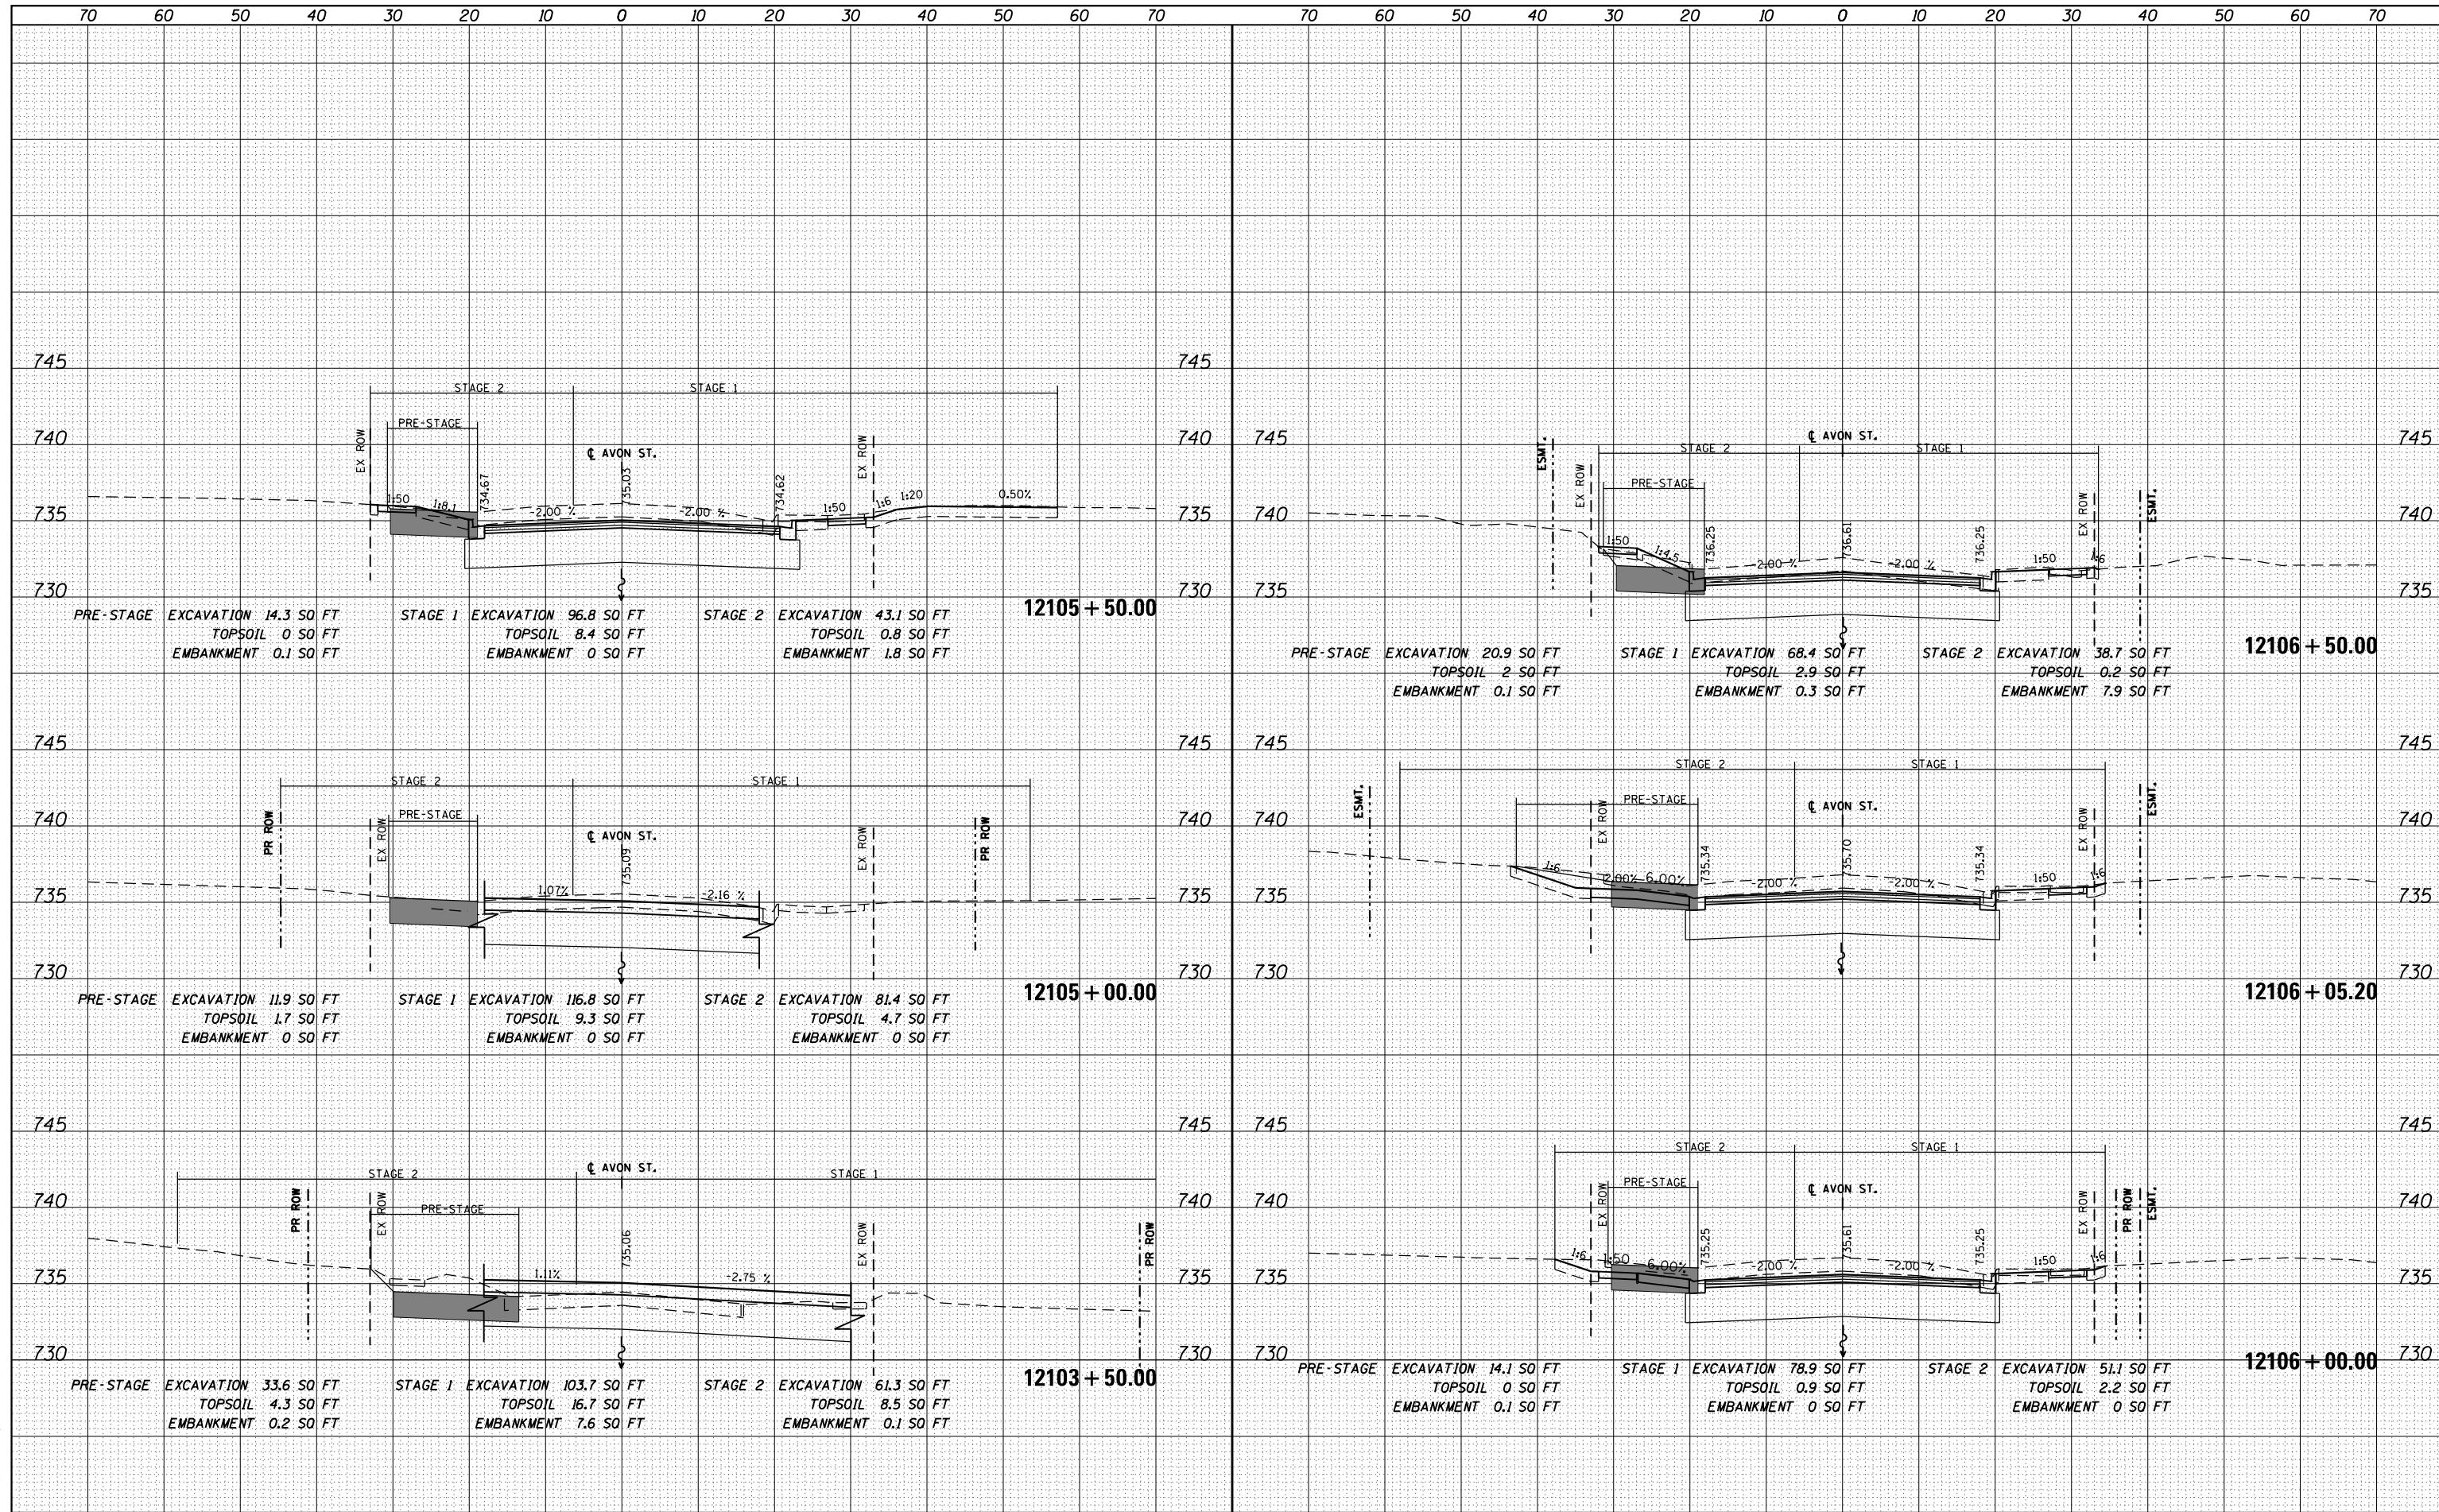 70 60 50 40 30 20 10 0 10 20 30 40 50 60 70
745 745
STAGE 2 STAGE 1
PRE-STAGE
740 740
EX ROW ℄ AVON ST. EX ROW
734.67 735.03 734.62
1:50 1:8.1 -2.00 % -2.00 % 1:50 1:6 1:20 0.50%
735 735
730 730
12105+50.00
PRE-STAGE EXCAVATION 14.3 SQ FT STAGE 1 EXCAVATION 96.8 SQ FT STAGE 2 EXCAVATION 43.1 SQ FT
TOPSOIL 0 SQ FT TOPSOIL 8.4 SQ FT TOPSOIL 0.8 SQ FT
EMBANKMENT 0.1 SQ FT EMBANKMENT 0 SQ FT EMBANKMENT 1.8 SQ FT
745 745
STAGE 2 STAGE 1
PRE-STAGE
740 740
PR ROW EX ROW ℄ AVON ST. EX ROW PR ROW
735.09
1.07% -2.16 %
735 735
730 730
12105+00.00
PRE-STAGE EXCAVATION 11.9 SQ FT STAGE 1 EXCAVATION 116.8 SQ FT STAGE 2 EXCAVATION 81.4 SQ FT
TOPSOIL 1.7 SQ FT TOPSOIL 9.3 SQ FT TOPSOIL 4.7 SQ FT
EMBANKMENT 0 SQ FT EMBANKMENT 0 SQ FT EMBANKMENT 0 SQ FT
745 745
STAGE 2 ℄ AVON ST. STAGE 1
740 740
PR ROW EX ROW PRE-STAGE EX ROW PR ROW
735.06
1.11% -2.75 %
735 735
730 730
12103+50.00
PRE-STAGE EXCAVATION 33.6 SQ FT STAGE 1 EXCAVATION 103.7 SQ FT STAGE 2 EXCAVATION 61.3 SQ FT
TOPSOIL 4.3 SQ FT TOPSOIL 16.7 SQ FT TOPSOIL 8.5 SQ FT
EMBANKMENT 0.2 SQ FT EMBANKMENT 7.6 SQ FT EMBANKMENT 0.1 SQ FT
70 60 50 40 30 20 10 0 10 20 30 40 50 60 70
745 745
℄ AVON ST.
STAGE 2 STAGE 1
ESMT. EX ROW PRE-STAGE EX ROW ESMT.
740 740
736.25 736.61 736.25
1:50 1:4.5 -2.00 % -2.00 % 1:50 1:6
735 735
12106+50.00
PRE-STAGE EXCAVATION 20.9 SQ FT STAGE 1 EXCAVATION 68.4 SQ FT STAGE 2 EXCAVATION 38.7 SQ FT
TOPSOIL 2 SQ FT TOPSOIL 2.9 SQ FT TOPSOIL 0.2 SQ FT
EMBANKMENT 0.1 SQ FT EMBANKMENT 0.3 SQ FT EMBANKMENT 7.9 SQ FT
745 745
STAGE 2 STAGE 1
ESMT. PRE-STAGE ℄ AVON ST. ESMT.
740 740
EX ROW EX ROW
735.34 735.70 735.34
1:6 2.00% 6.00% -2.00 % -2.00 % 1:50 1:6
735 735
730 730
12106+05.20
745 745
STAGE 2 STAGE 1
PRE-STAGE ℄ AVON ST.
740 740
EX ROW EX ROW PR ROW ESMT.
735.25 735.61 735.25
1:6 1:50 6.00% -2.00 % -2.00 % 1:50 1:6
735 735
730 12106+00.00 730
PRE-STAGE EXCAVATION 14.1 SQ FT STAGE 1 EXCAVATION 78.9 SQ FT STAGE 2 EXCAVATION 51.1 SQ FT
TOPSOIL 0 SQ FT TOPSOIL 0.9 SQ FT TOPSOIL 2.2 SQ FT
EMBANKMENT 0.1 SQ FT EMBANKMENT 0 SQ FT EMBANKMENT 0 SQ FT